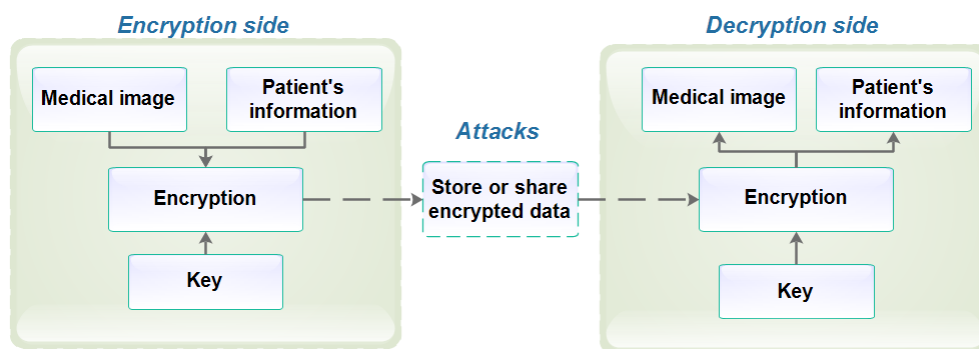 Encryption side
Decryption side
Medical image
Patient's
information
Medical image
Patient's
information
Attacks
Encryption
Store or share
encrypted data
Encryption
Key
Key